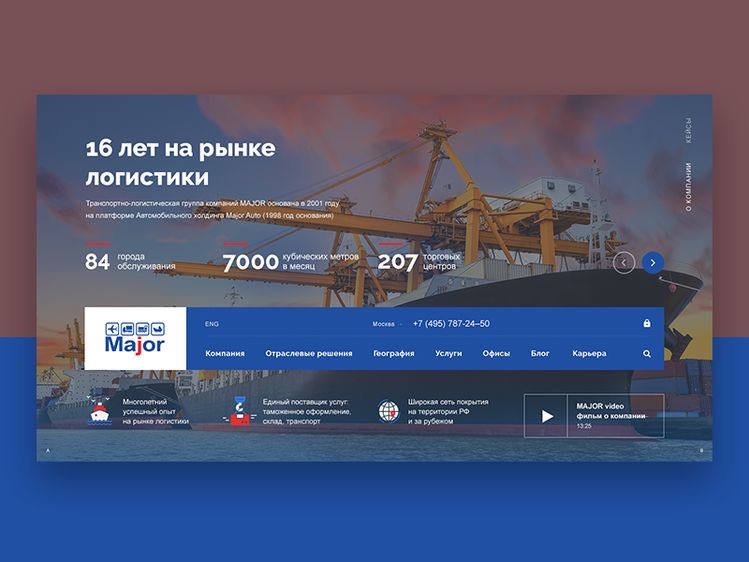 16 лет на рынке
логистики
КЕЙСЫ
О КОМПАНИИ
Транспортно-логистическая группа компаний MAJOR основана в 2001 году
на платформе Автомобильного холдинга Major Auto (1998 год основания)
84 города
обслуживания
7000 кубических метров
в месяц
207 торговых
центров
Major
ENG
Москва
+7 (495) 787-24–50
Компания
Отраслевые решения
География
Услуги
Офисы
Блог
Карьера
Многолетний
успешный опыт
на рынке логистики
Единый поставщик услуг:
таможенное оформление,
склад, транспорт
Широкая сеть покрытия
на территории РФ
и за рубежом
MAJOR video
фильм о компании
13:25
A
B